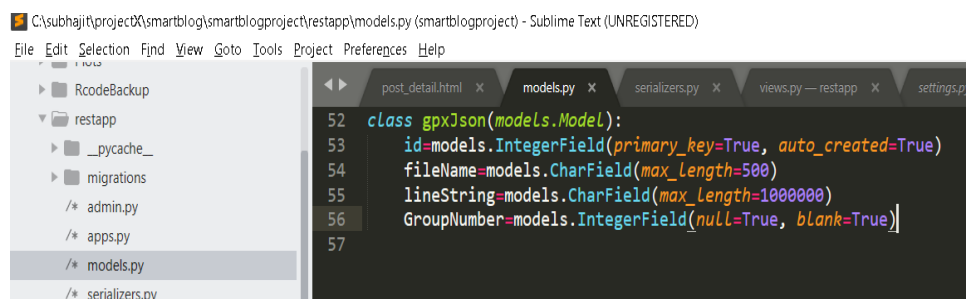 C:\subhajit\projectX\smartblog\smartblogproject\restapp\models.py (smartblogproject) - Sublime Text (UNREGISTERED)
File Edit Selection Find View Goto Tools Project Preferences Help
Plots
RcodeBackup
restapp
__pycache__
migrations
/* admin.py
/* apps.py
/* models.py
/* serializers.py
post_detail.html × models.py × serializers.py × views.py — restapp × settings.py
52 class gpxJson(models.Model):
53 id=models.IntegerField(primary_key=True, auto_created=True)
54 fileName=models.CharField(max_length=500)
55 lineString=models.CharField(max_length=1000000)
56 GroupNumber=models.IntegerField(null=True, blank=True)
57